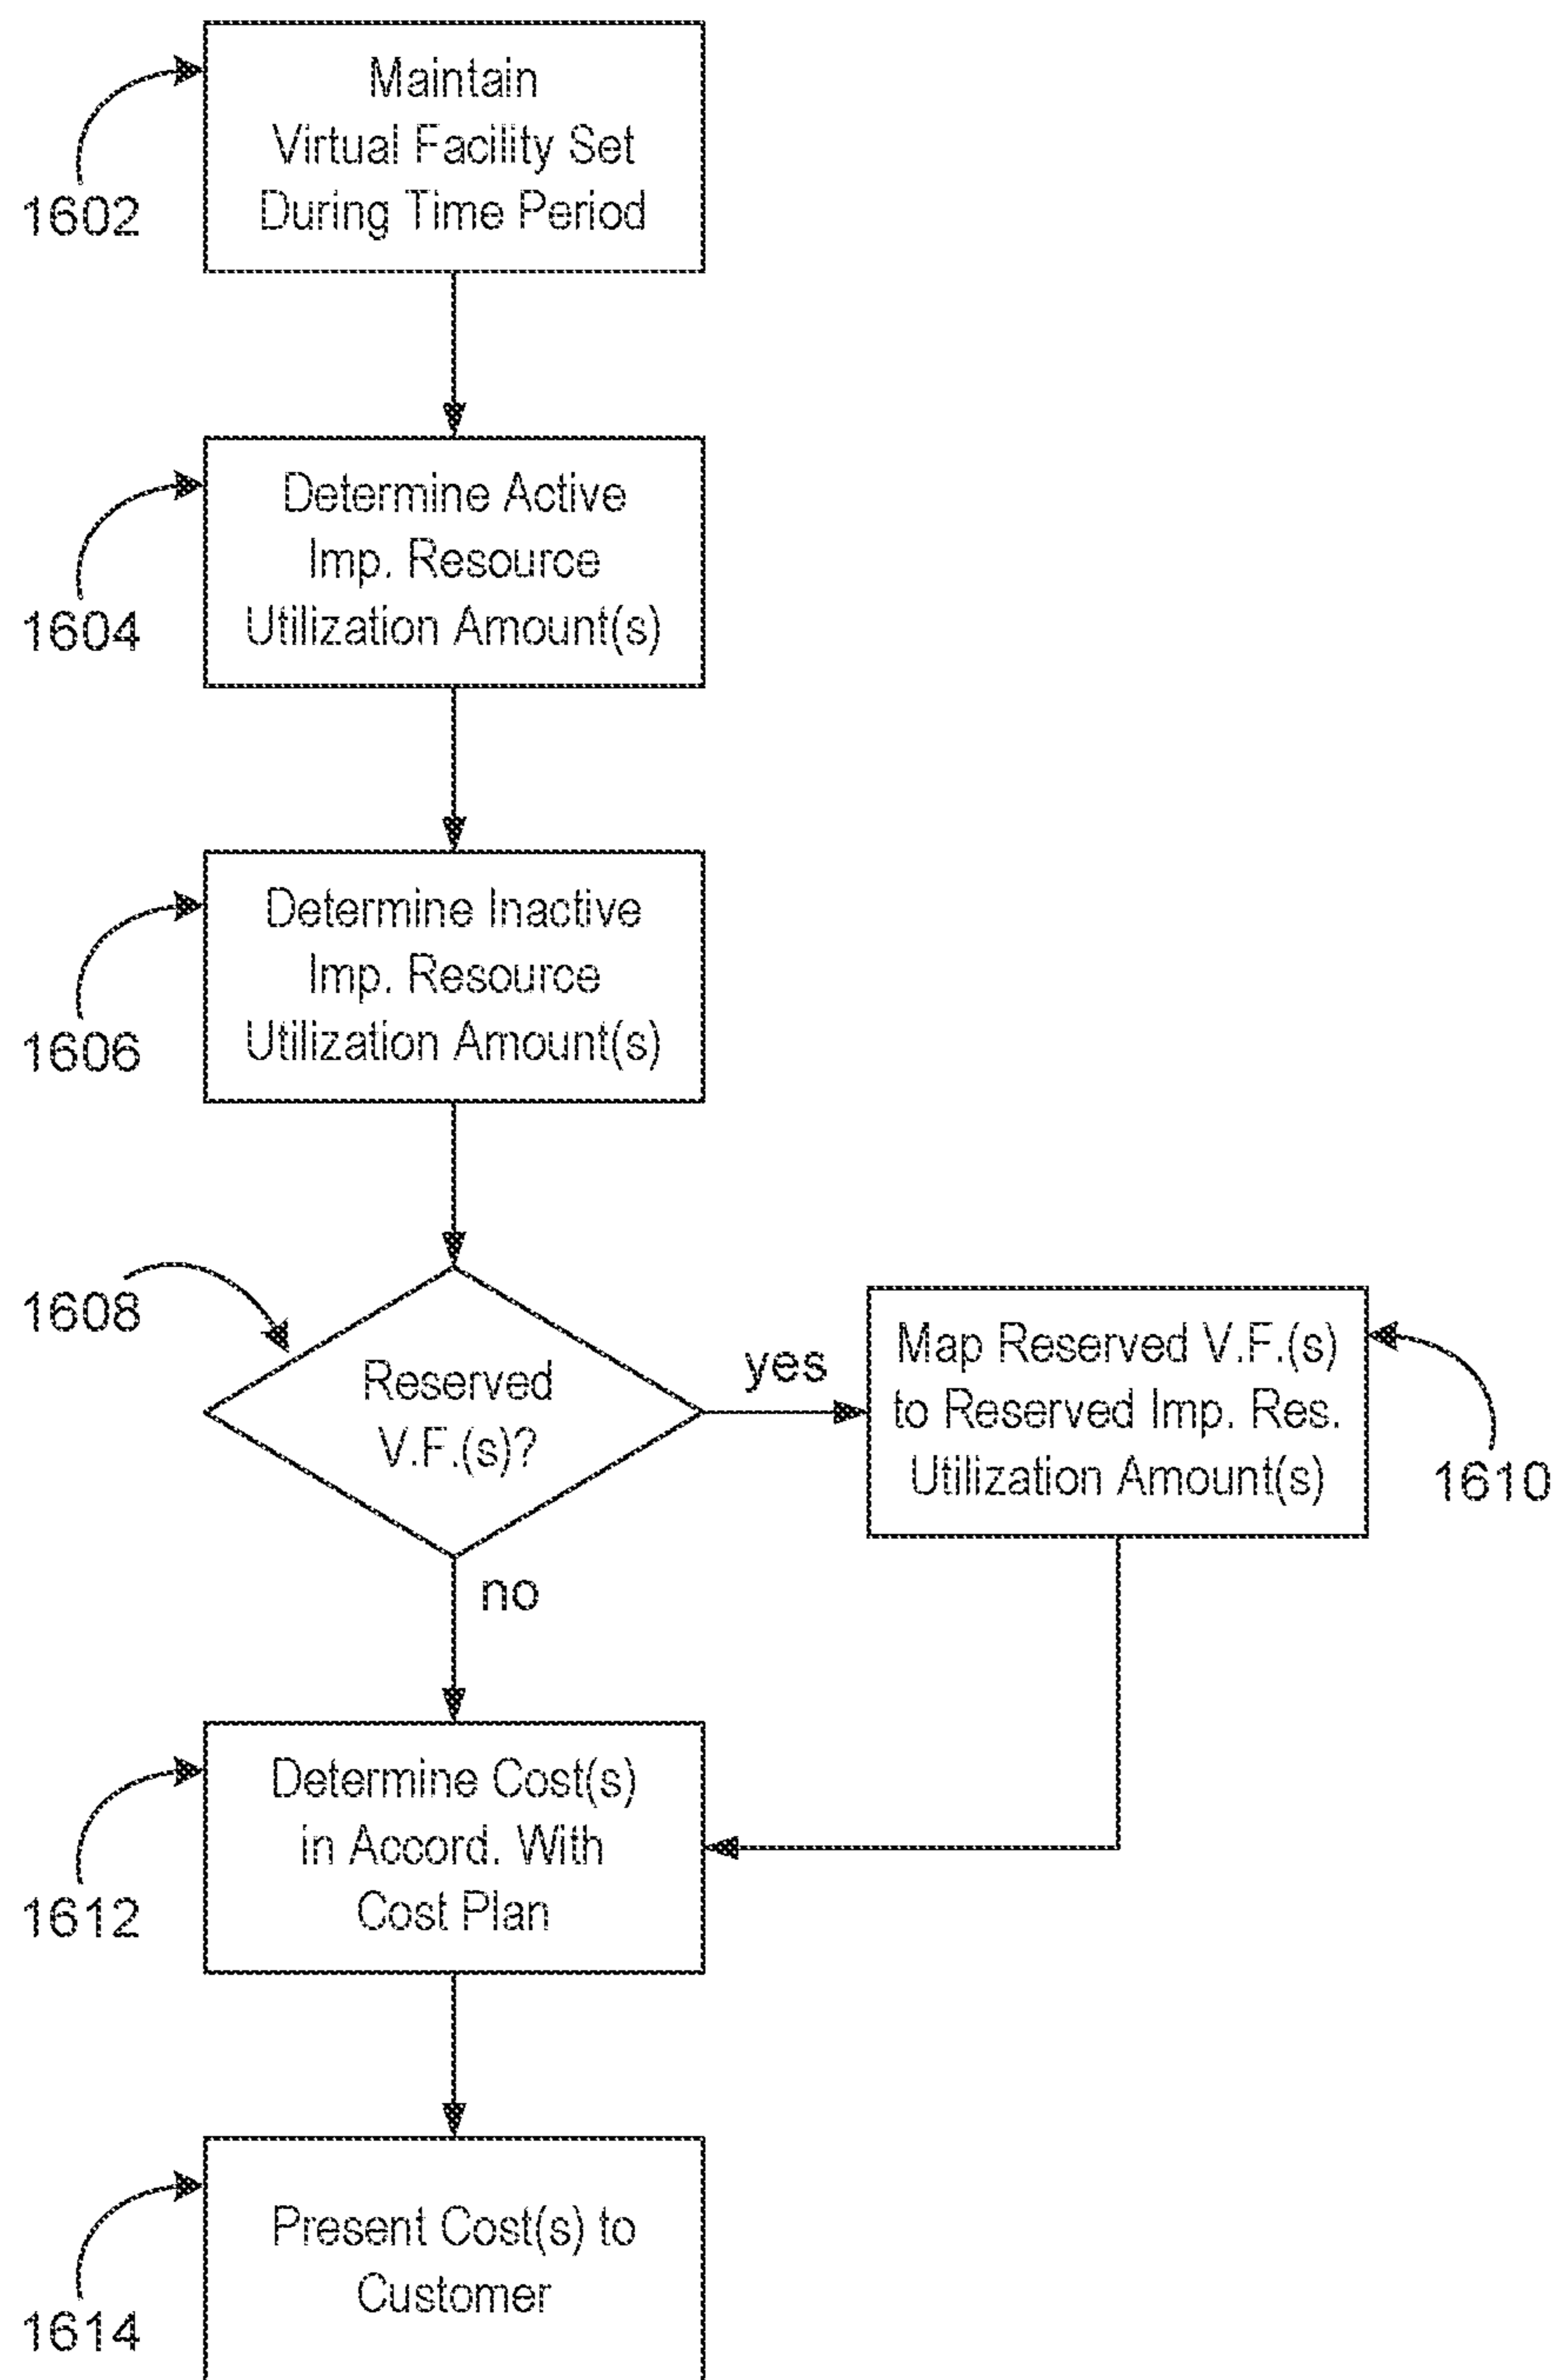 Maintain
Virtual Facility Set
During Time Period
1602
Determine Active
Imp. Resource
Utilization Amount(s)
1604
Determine Inactive
Imp. Resource
Utilization Amount(s)
1606
1608
Reserved
V.F.(s)?
yes
Map Reserved V.F.(s)
to Reserved Imp. Res.
Utilization Amount(s)
1610
no
Determine Cost(s)
in Accord. With
Cost Plan
1612
Present Cost(s) to
Customer
1614